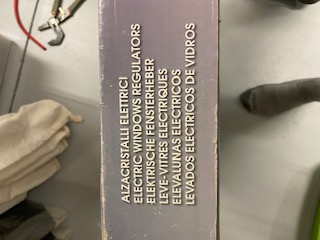 ALZACRISTALLI ELETTRICI
ELECTRIC WINDOWS REGULATORS
ELEKTRISCHE FENSTERHEBER
LEVE-VITRES ELECTRIQUES
ELEVALUNAS ELECTRICOS
LEVADOS ELECTRICOS DE VIDROS